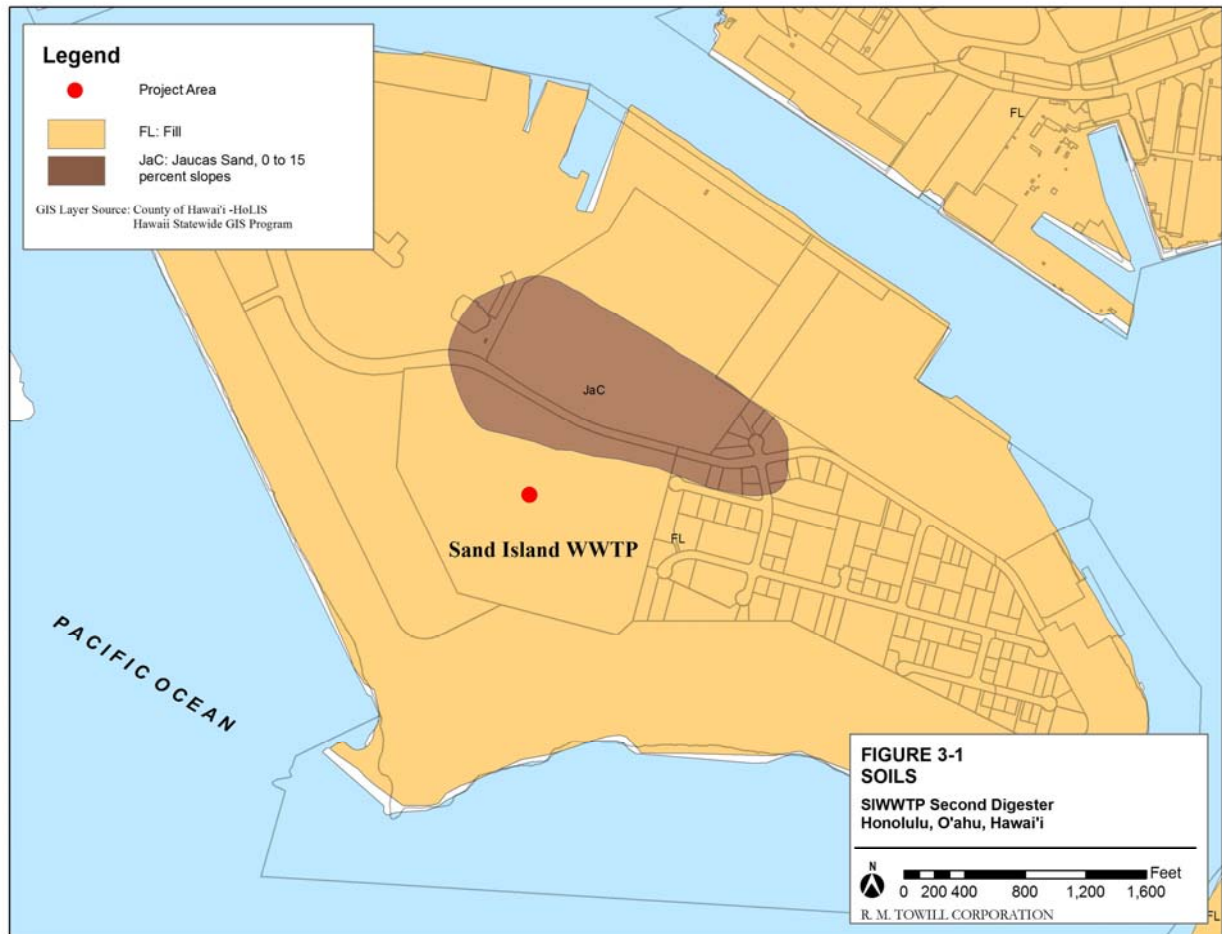 Legend
Project Area
FL: Fill
JaC: Jaucas Sand, 0 to 15
percent slopes
GIS Layer Source: County of Hawai'i -HoLIS
Hawaii Statewide GIS Program
FL
JaC
Sand Island WWTP
FL
PACIFIC OCEAN
FIGURE 3-1
SOILS
SIWWTP Second Digester
Honolulu, O'ahu, Hawai'i
N
Feet
0 200 400 800 1,200 1,600
R. M. TOWILL CORPORATION
FL